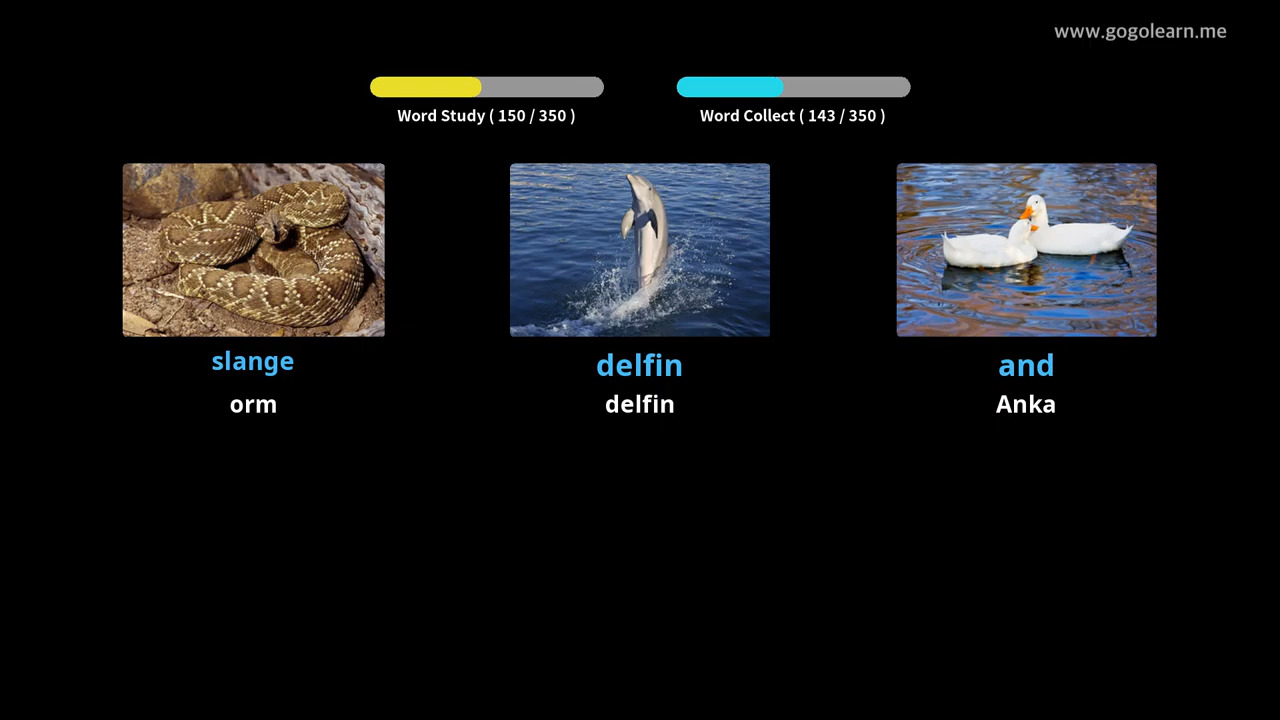 www.gogolearn.me
Word Study ( 150 / 350 )
Word Collect ( 143 / 350 )
slange
orm
delfin
delfin
and
Anka